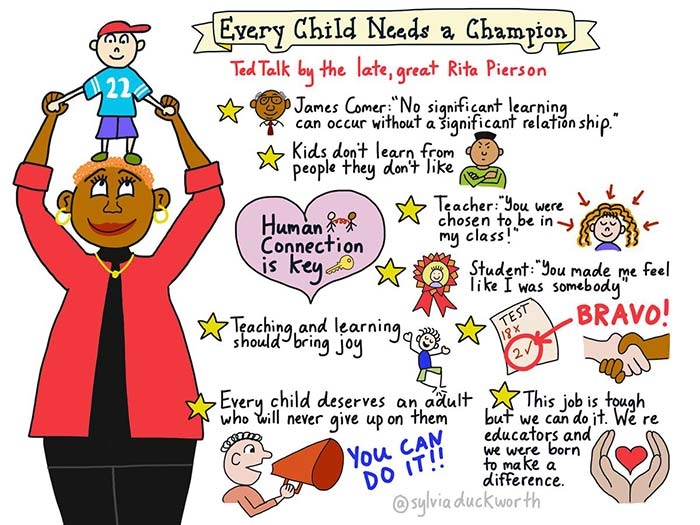 Every Child Needs a Champion
Ted Talk by the late, great Rita Pierson
22
James Comer: "No significant learning
can occur without a significant relationship."
Kids don't learn from
people they don't like
Human
Connection
is key
Teacher: "You were
chosen to be in
my class!"
Student: "You made me feel
like I was somebody"
Teaching and learning
should bring joy
TEST
18x
2✓
BRAVO!
Every child deserves an adult
who will never give up on them
YOU CAN
DO IT!!
This job is tough
but we can do it. We re
educators and
we were born
to make a
difference.
@sylviaduckworth